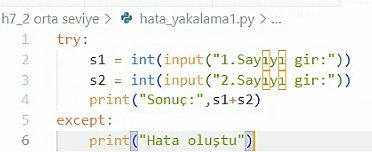 h7_2 orta seviye > hata_yakalama1.py > ...
1 try:
2 s1 = int(input("1.Sayıyı gir:"))
3 s2 = int(input("2.Sayıyı gir:"))
4 print("Sonuç:",s1+s2)
5 except:
6 print("Hata oluştu")